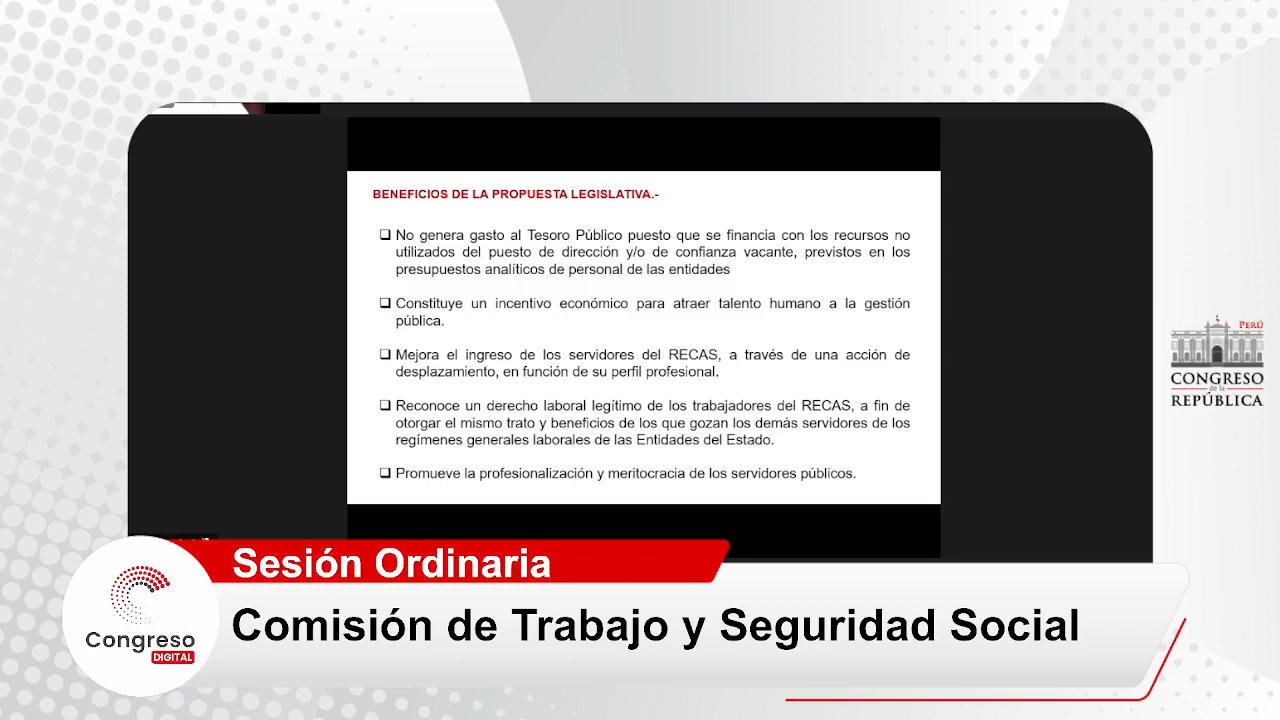 BENEFICIOS DE LA PROPUESTA LEGISLATIVA.-
❑ No genera gasto al Tesoro Público puesto que se financia con los recursos no
utilizados del puesto de dirección y/o de confianza vacante, previstos en los
presupuestos analíticos de personal de las entidades
❑ Constituye un incentivo económico para atraer talento humano a la gestión
pública.
❑ Mejora el ingreso de los servidores del RECAS, a través de una acción de
desplazamiento, en función de su perfil profesional.
❑ Reconoce un derecho laboral legítimo de los trabajadores del RECAS, a fin de
otorgar el mismo trato y beneficios de los que gozan los demás servidores de los
regímenes generales laborales de las Entidades del Estado.
❑ Promueve la profesionalización y meritocracia de los servidores públicos.
PERÚ
CONGRESO
de la
REPÚBLICA
Sesión Ordinaria
Comisión de Trabajo y Seguridad Social
Congreso
DIGITAL